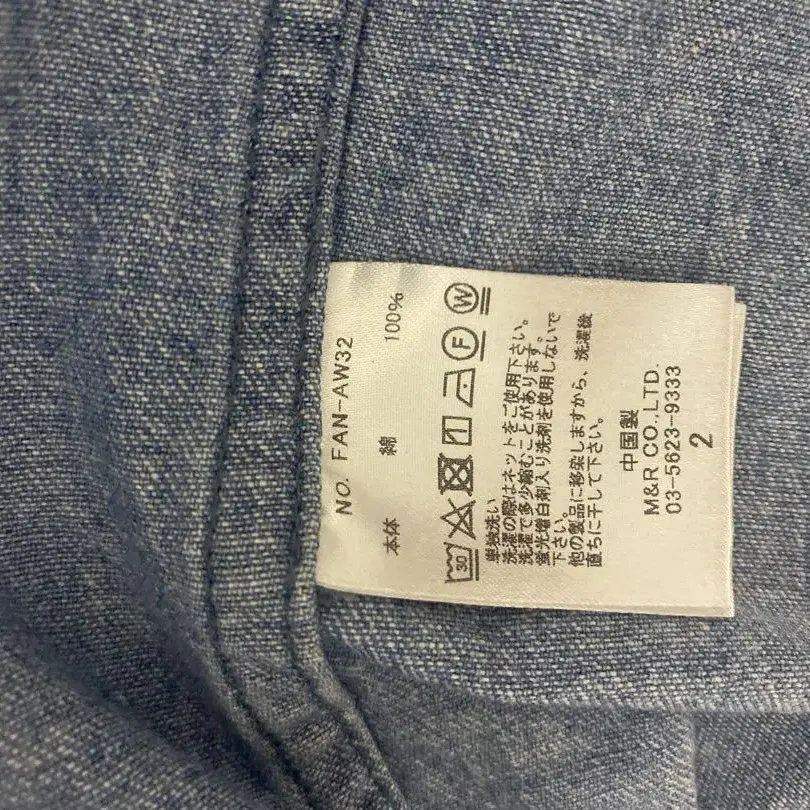 NO. FAN-AW32
本体 綿 100%
30 F W
単独洗い
洗濯の際はネットをご使用下さい。
洗濯で多少縮むことがあります。
蛍光増白剤入り洗剤を使用しないで
下さい。
他の製品に移染しますから、洗濯後
直ちに干して下さい。
中国製
M&R CO.,LTD.
03-5623-9333
2